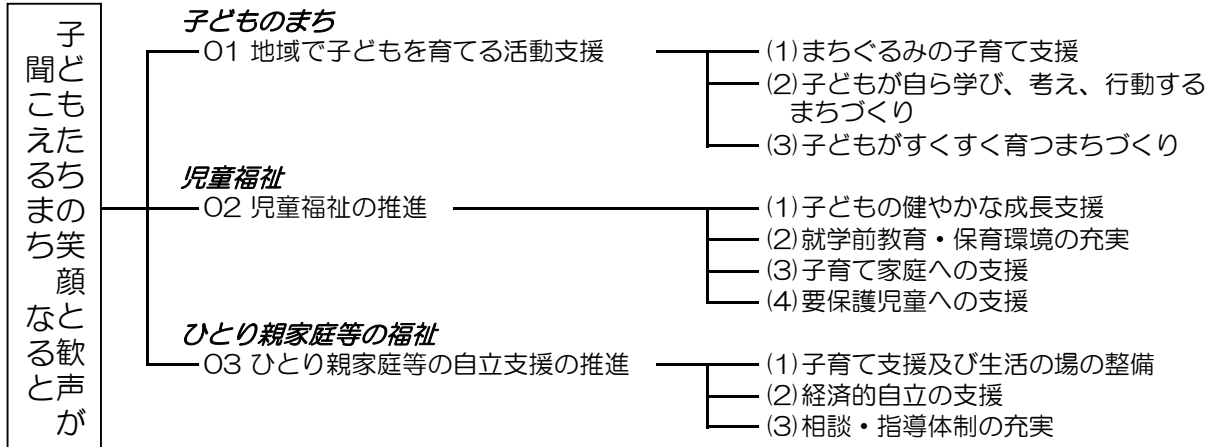 子どもたちの笑顔と歓声が
聞こえるまち なると
子どものまち
01 地域で子どもを育てる活動支援
(1)まちぐるみの子育て支援
(2)子どもが自ら学び、考え、行動する
まちづくり
(3)子どもがすくすく育つまちづくり
児童福祉
02 児童福祉の推進
(1)子どもの健やかな成長支援
(2)就学前教育・保育環境の充実
(3)子育て家庭への支援
(4)要保護児童への支援
ひとり親家庭等の福祉
03 ひとり親家庭等の自立支援の推進
(1)子育て支援及び生活の場の整備
(2)経済的自立の支援
(3)相談・指導体制の充実